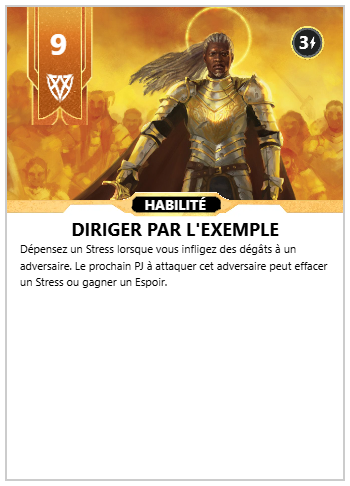 9
3
HABILITÉ
DIRIGER PAR L'EXEMPLE
Dépensez un Stress lorsque vous infligez des dégâts à un
adversaire. Le prochain PJ à attaquer cet adversaire peut effacer
un Stress ou gagner un Espoir.